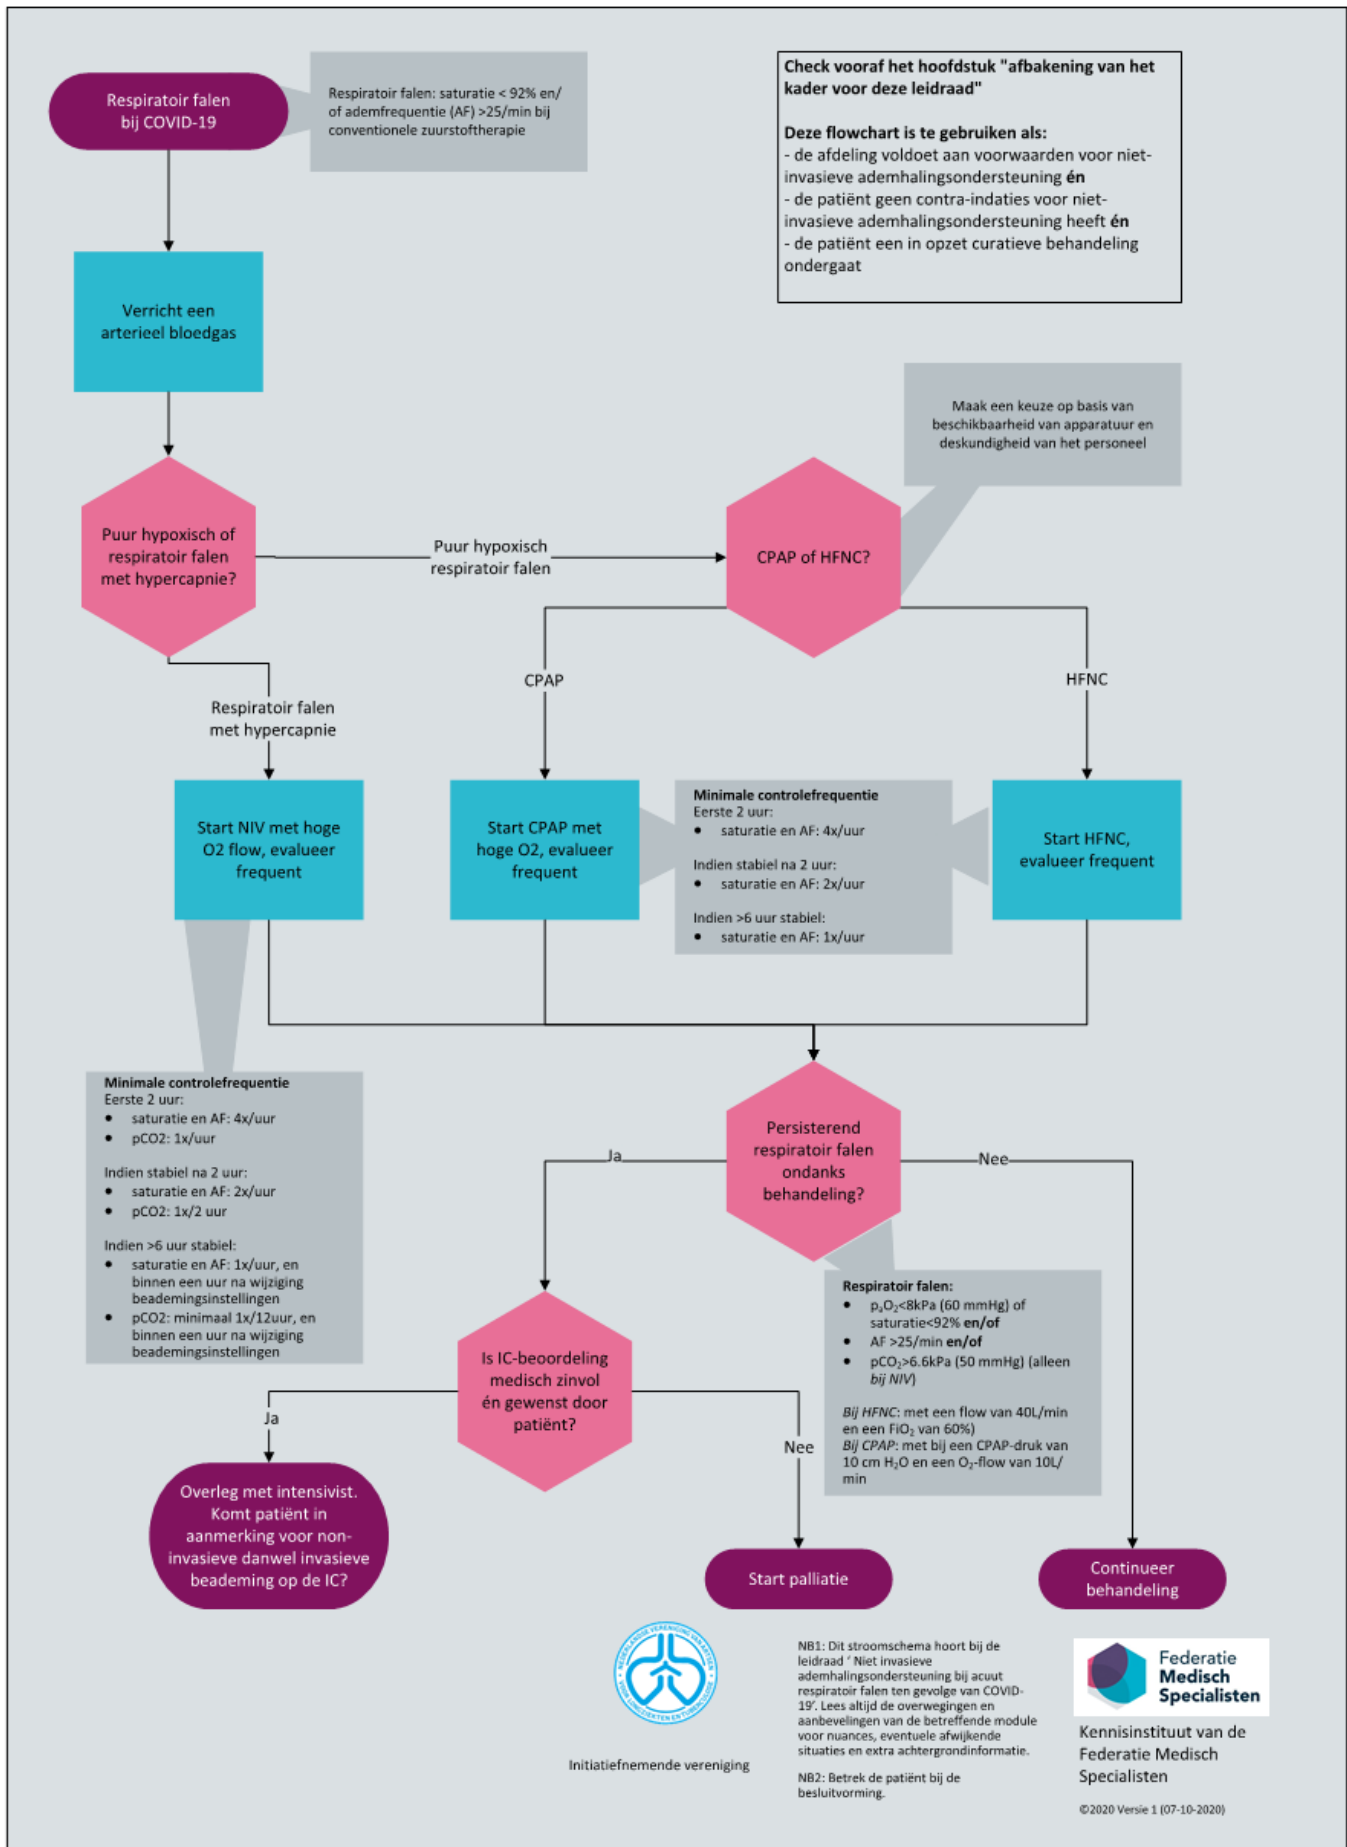 Respiratoir falen
bij COVID-19
Respiratoir falen: saturatie < 92% en/
of ademfrequentie (AF) >25/min bij
conventionele zuurstoftherapie
Check vooraf het hoofdstuk "afbakening van het
kader voor deze leidraad"
Deze flowchart is te gebruiken als:
- de afdeling voldoet aan voorwaarden voor niet-
invasieve ademhalingsondersteuning én
- de patiënt geen contra-indaties voor niet-
invasieve ademhalingsondersteuning heeft én
- de patiënt een in opzet curatieve behandeling
ondergaat
Verricht een
arterieel bloedgas
Maak een keuze op basis van
beschikbaarheid van apparatuur en
deskundigheid van het personeel
Puur hypoxisch of
respiratoir falen
met hypercapnie?
Puur hypoxisch
respiratoir falen
CPAP of HFNC?
CPAP
HFNC
Respiratoir falen
met hypercapnie
Start NIV met hoge
O2 flow, evalueer
frequent
Start CPAP met
hoge O2, evalueer
frequent
Minimale controlefrequentie
Eerste 2 uur:
• saturatie en AF: 4x/uur
Indien stabiel na 2 uur:
• saturatie en AF: 2x/uur
Indien >6 uur stabiel:
• saturatie en AF: 1x/uur
Start HFNC,
evalueer frequent
Minimale controlefrequentie
Eerste 2 uur:
• saturatie en AF: 4x/uur
• pCO2: 1x/uur
Indien stabiel na 2 uur:
• saturatie en AF: 2x/uur
• pCO2: 1x/2 uur
Indien >6 uur stabiel:
• saturatie en AF: 1x/uur, en
binnen een uur na wijziging
beademingsinstellingen
• pCO2: minimaal 1x/12uur, en
binnen een uur na wijziging
beademingsinstellingen
Persisterend
respiratoir falen
ondanks
behandeling?
Ja
Nee
Respiratoir falen:
• pₐO₂<8kPa (60 mmHg) of
saturatie<92% en/of
• AF >25/min en/of
• pCO₂>6.6kPa (50 mmHg) (alleen
bij NIV)
Bij HFNC: met een flow van 40L/min
en een FiO₂ van 60%)
Bij CPAP: met bij een CPAP-druk van
10 cm H₂O en een O₂-flow van 10L/
min
Is IC-beoordeling
medisch zinvol
én gewenst door
patiënt?
Ja
Nee
Overleg met intensivist.
Komt patiënt in
aanmerking voor non-
invasieve danwel invasieve
beademing op de IC?
Start palliatie
Continueer
behandeling
NEDERLANDSE VERENIGING VAN ARTSEN
VOOR LONGZIEKTEN EN TUBERCULOSE
Initiatiefnemende vereniging
NB1: Dit stroomschema hoort bij de
leidraad ‘ Niet invasieve
ademhalingsondersteuning bij acuut
respiratoir falen ten gevolge van COVID-
19’. Lees altijd de overwegingen en
aanbevelingen van de betreffende module
voor nuances, eventuele afwijkende
situaties en extra achtergrondinformatie.
NB2: Betrek de patiënt bij de
besluitvorming.
Federatie
Medisch
Specialisten
Kennisinstituut van de
Federatie Medisch
Specialisten
©2020 Versie 1 (07-10-2020)